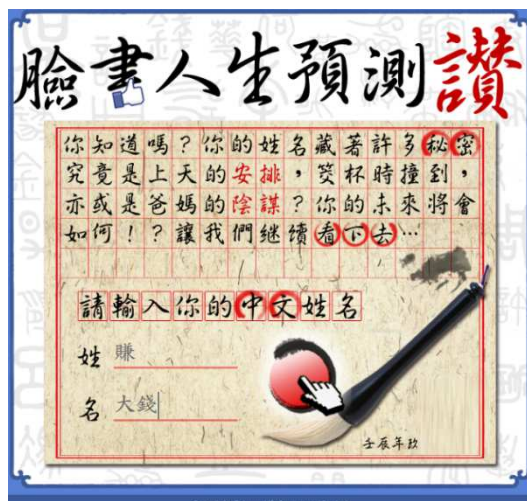 臉書人生預測讚
你知道嗎？你的姓名藏著許多秘密
究竟是上天的安排，筊杯時撞到，
亦或是爸媽的陰謀？你的未來將會
如何！？讓我們继續看下去…
請輸入你的中文姓名
姓 賺
名 大錢
壬辰年玖